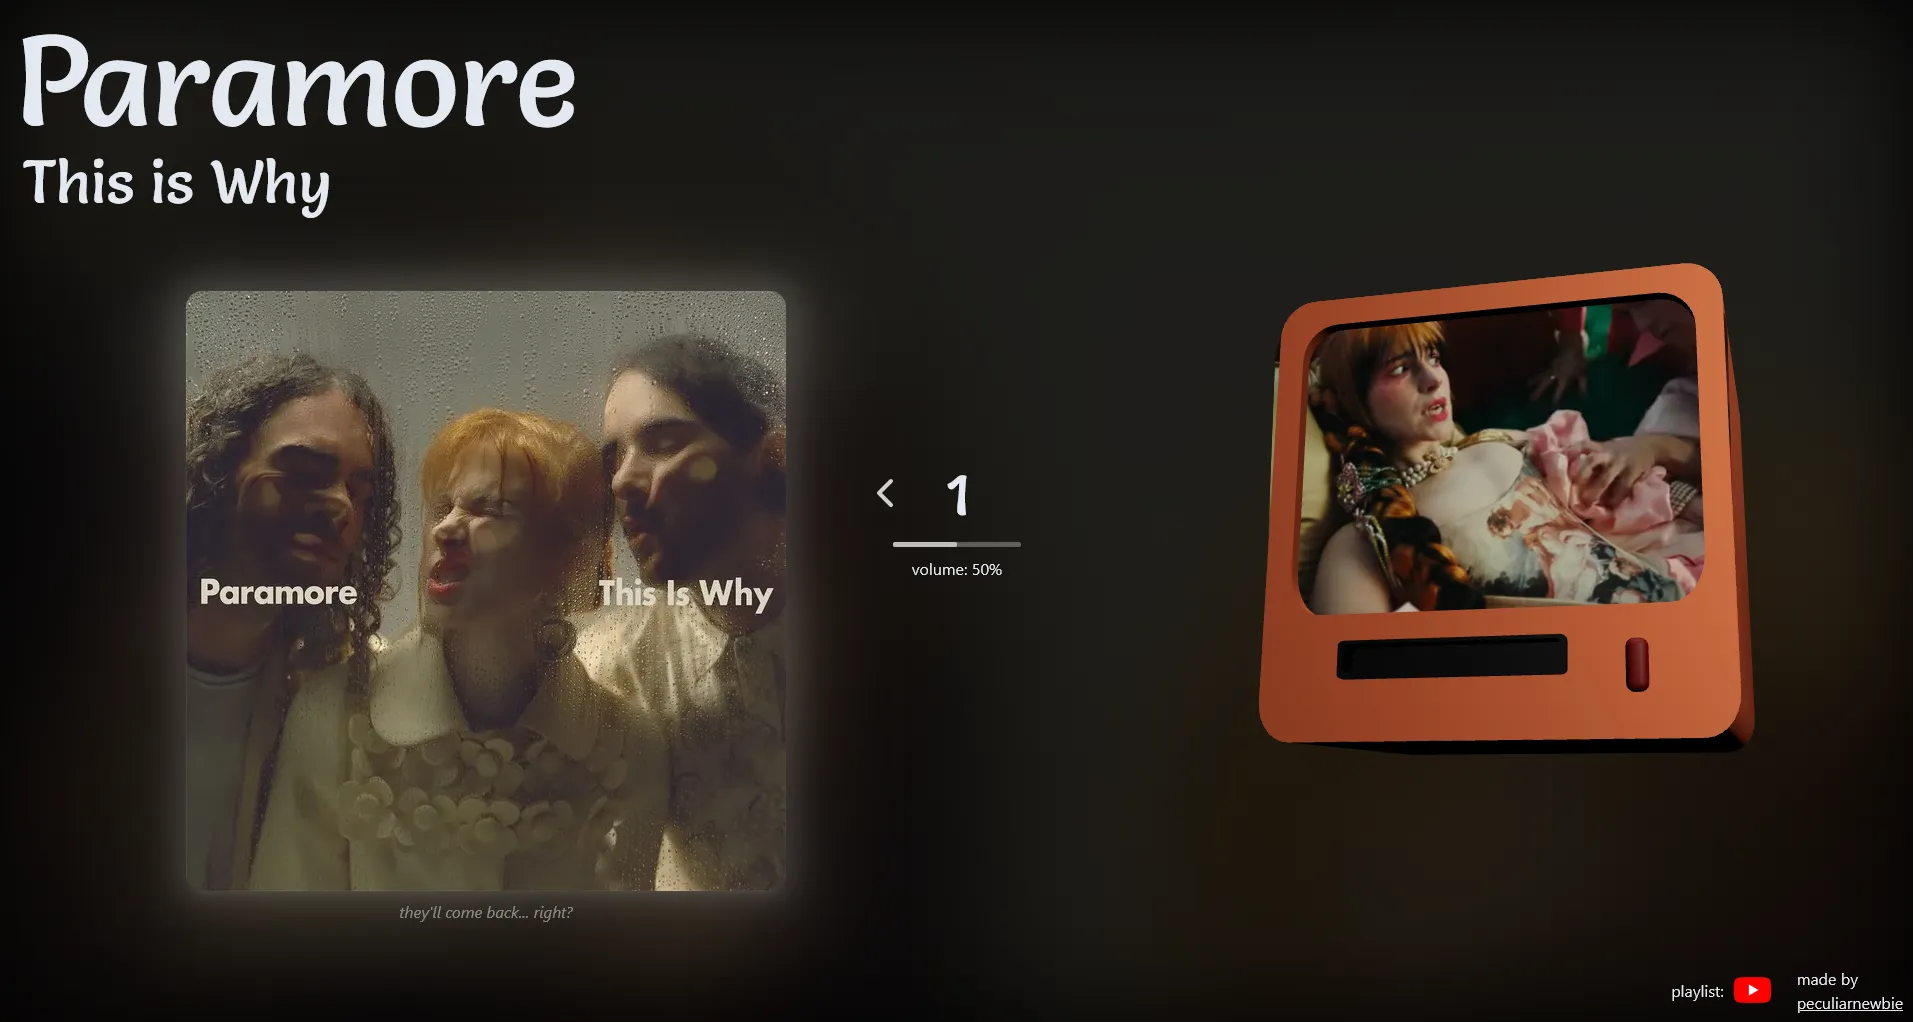 Paramore
This is Why
Paramore
This Is Why
they'll come back... right?
1
volume: 50%
playlist:
made by
peculiarnewbie